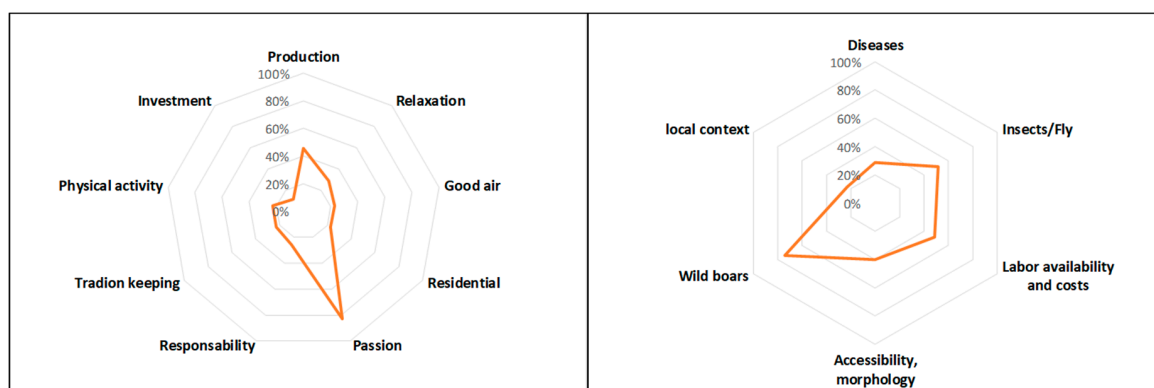 Production
100%
80%
60%
40%
20%
0%
Relaxation
Good air
Residential
Passion
Responsability
Tradion keeping
Physical activity
Investment
Diseases
100%
80%
60%
40%
20%
0%
Insects/Fly
Labor availability
and costs
Accessibility,
morphology
Wild boars
local context